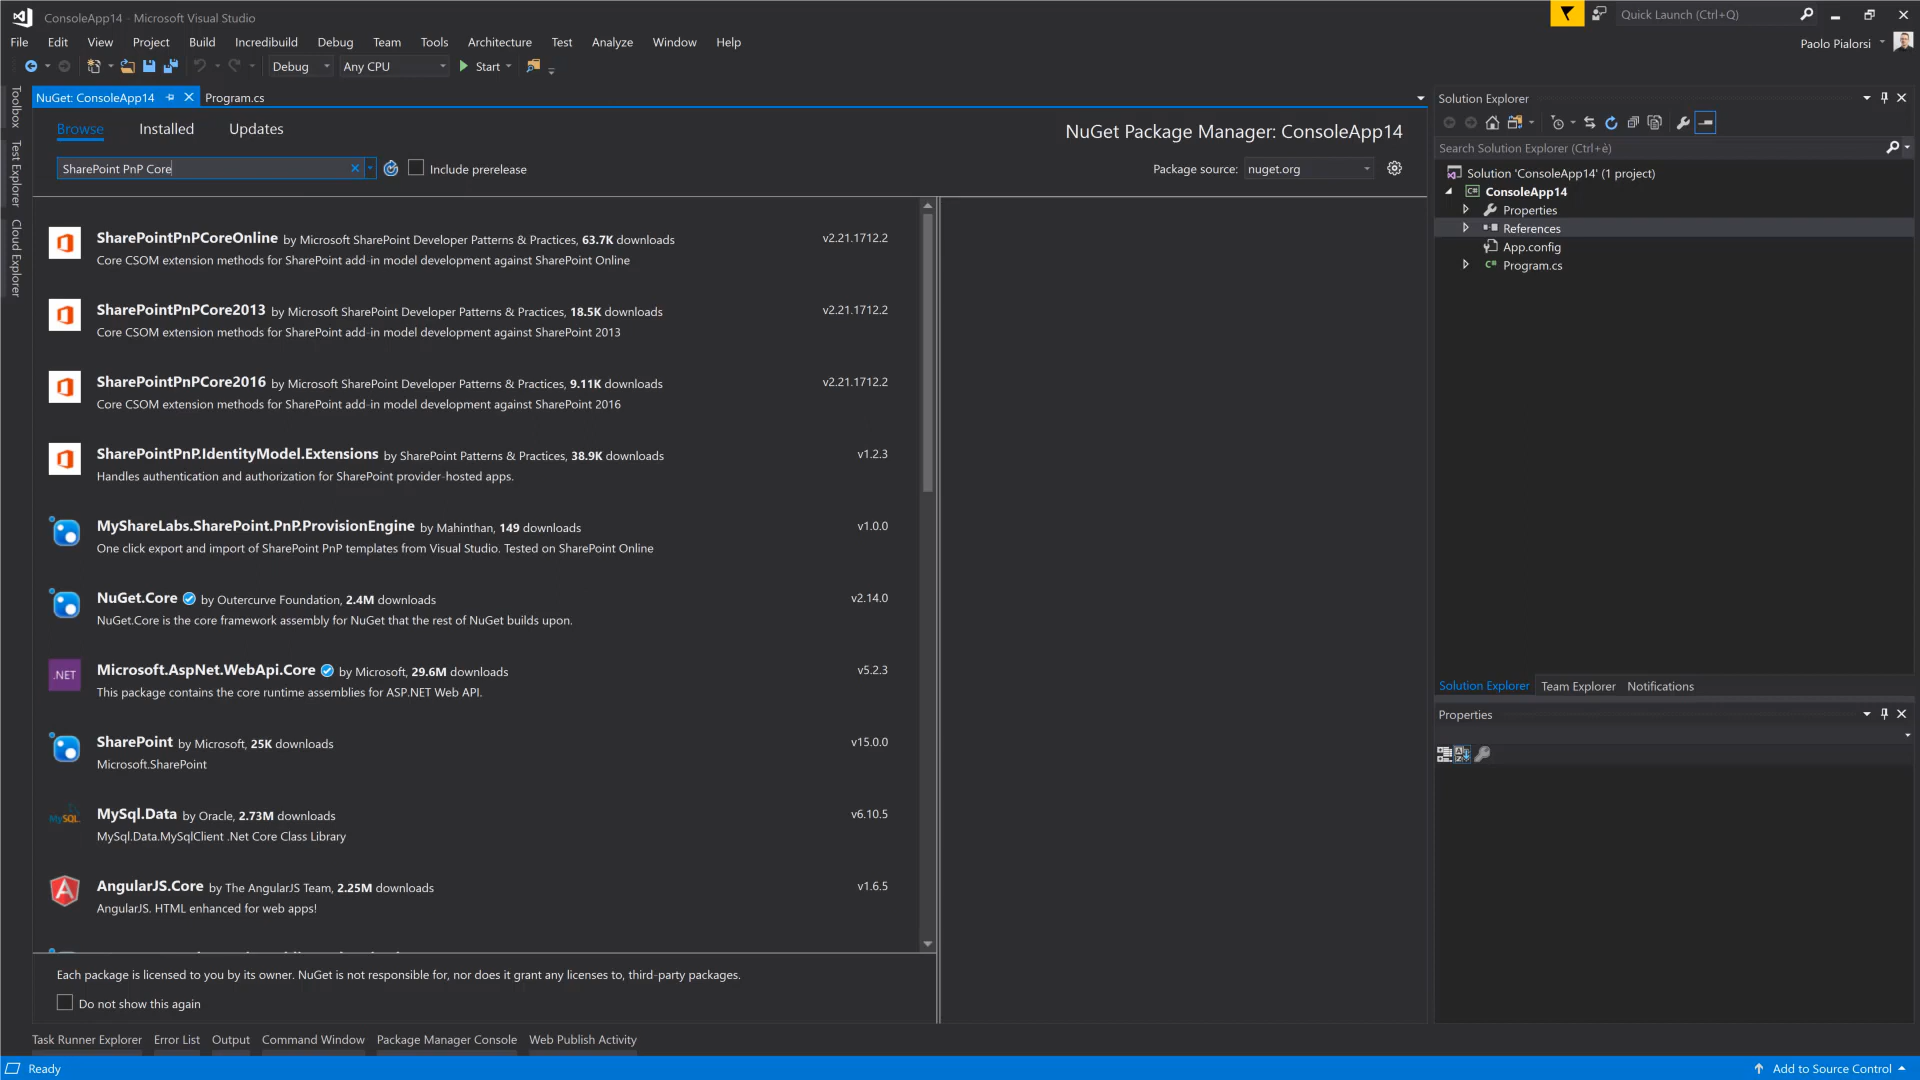 ConsoleApp14 - Microsoft Visual Studio
Quick Launch (Ctrl+Q)
File Edit View Project Build Incredibuild Debug Team Tools Architecture Test Analyze Window Help
Paolo Pialorsi
Debug Any CPU Start
Toolbox
Test Explorer
Cloud Explorer
NuGet: ConsoleApp14
Program.cs
Browse Installed Updates
NuGet Package Manager: ConsoleApp14
SharePoint PnP Core
Include prerelease
Package source: nuget.org
SharePointPnPCoreOnline by Microsoft SharePoint Developer Patterns & Practices, 63.7K downloads v2.21.1712.2
Core CSOM extension methods for SharePoint add-in model development against SharePoint Online
SharePointPnPCore2013 by Microsoft SharePoint Developer Patterns & Practices, 18.5K downloads v2.21.1712.2
Core CSOM extension methods for SharePoint add-in model development against SharePoint 2013
SharePointPnPCore2016 by Microsoft SharePoint Developer Patterns & Practices, 9.11K downloads v2.21.1712.2
Core CSOM extension methods for SharePoint add-in model development against SharePoint 2016
SharePointPnP.IdentityModel.Extensions by SharePoint Patterns & Practices, 38.9K downloads v1.2.3
Handles authentication and authorization for SharePoint provider-hosted apps.
MyShareLabs.SharePoint.PnP.ProvisionEngine by Mahinthan, 149 downloads v1.0.0
One click export and import of SharePoint PnP templates from Visual Studio. Tested on SharePoint Online
NuGet.Core by Outercurve Foundation, 2.4M downloads v2.14.0
NuGet.Core is the core framework assembly for NuGet that the rest of NuGet builds upon.
.NET
Microsoft.AspNet.WebApi.Core by Microsoft, 29.6M downloads v5.2.3
This package contains the core runtime assemblies for ASP.NET Web API.
SharePoint by Microsoft, 25K downloads v15.0.0
Microsoft.SharePoint
MySQL
MySql.Data by Oracle, 2.73M downloads v6.10.5
MySql.Data.MySqlClient .Net Core Class Library
AngularJS.Core by The AngularJS Team, 2.25M downloads v1.6.5
AngularJS. HTML enhanced for web apps!
Each package is licensed to you by its owner. NuGet is not responsible for, nor does it grant any licenses to, third-party packages.
Do not show this again
Solution Explorer
Search Solution Explorer (Ctrl+è)
Solution 'ConsoleApp14' (1 project)
C# ConsoleApp14
Properties
References
App.config
C# Program.cs
Solution Explorer Team Explorer Notifications
Properties
Task Runner Explorer Error List Output Command Window Package Manager Console Web Publish Activity
Ready
Add to Source Control